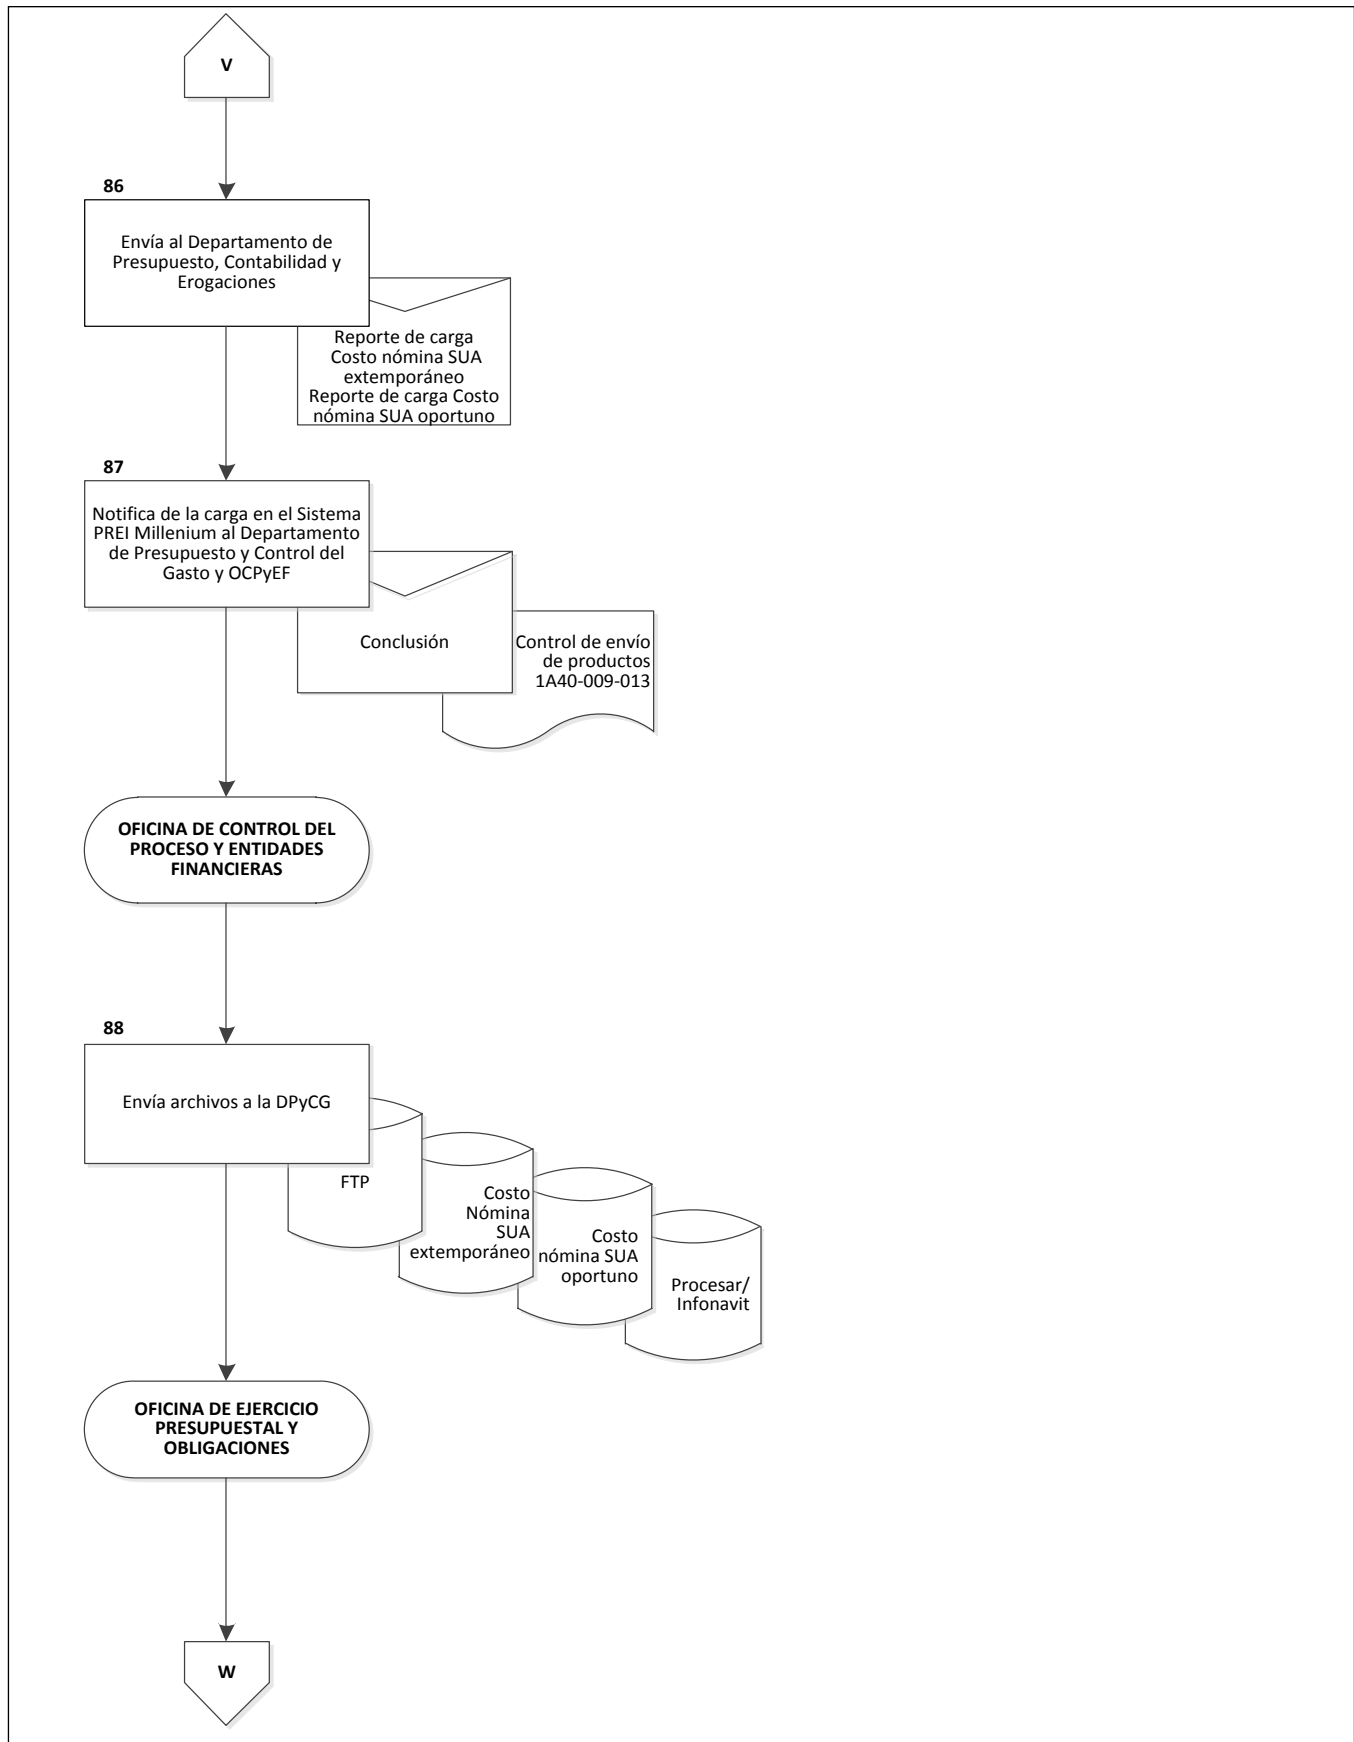 V
86
Envía al Departamento de
Presupuesto, Contabilidad y
Erogaciones
Reporte de carga
Costo nómina SUA
extemporáneo
Reporte de carga Costo
nómina SUA oportuno
87
Notifica de la carga en el Sistema
PREI Millenium al Departamento
de Presupuesto y Control del
Gasto y OCPyEF
Conclusión
Control de envío
de productos
1A40-009-013
OFICINA DE CONTROL DEL
PROCESO Y ENTIDADES
FINANCIERAS
88
Envía archivos a la DPyCG
FTP
Costo
Nómina
SUA
extemporáneo
Costo
nómina SUA
oportuno
Procesar/
Infonavit
OFICINA DE EJERCICIO
PRESUPUESTAL Y
OBLIGACIONES
W